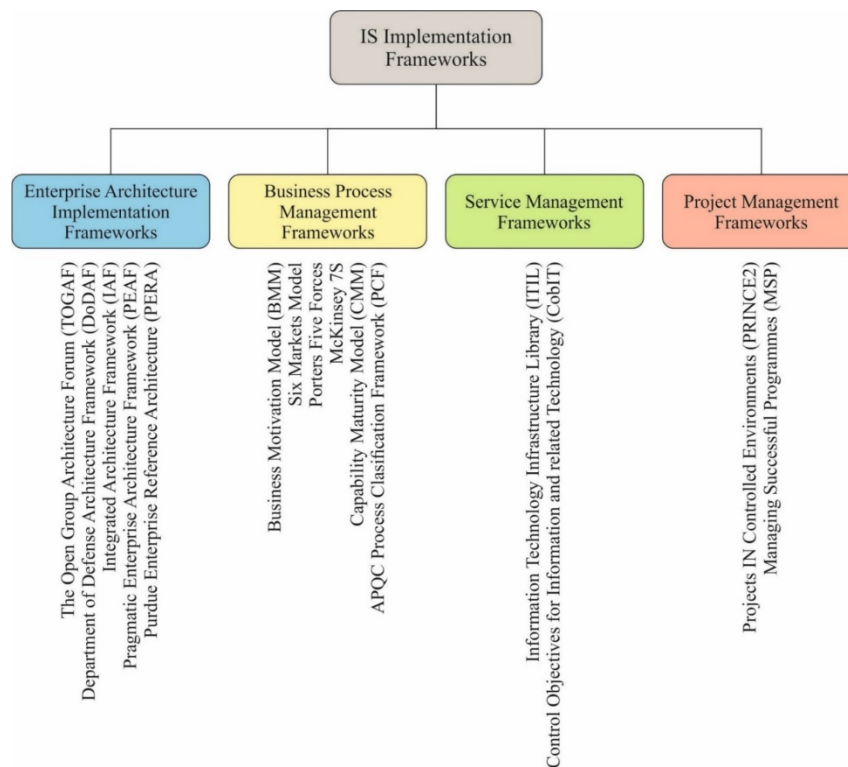 IS Implementation
Frameworks
Enterprise Architecture
Implementation
Frameworks
Business Process
Management
Frameworks
Service Management
Frameworks
Project Management
Frameworks
The Open Group Architecture Forum (TOGAF)
Department of Defense Architecture Framework (DoDAF)
Integrated Architecture Framework (IAF)
Pragmatic Enterprise Architecture Framework (PEAF)
Purdue Enterprise Reference Architecture (PERA)
Business Motivation Model (BMM)
Six Markets Model
Porters Five Forces
McKinsey 7S
Capability Maturity Model (CMM)
APQC Process Clasification Framework (PCF)
Information Technology Infrastructure Library (ITIL)
Control Objectives for Information and related Technology (CobIT)
Projects IN Controlled Environments (PRINCE2)
Managing Successful Programmes (MSP)